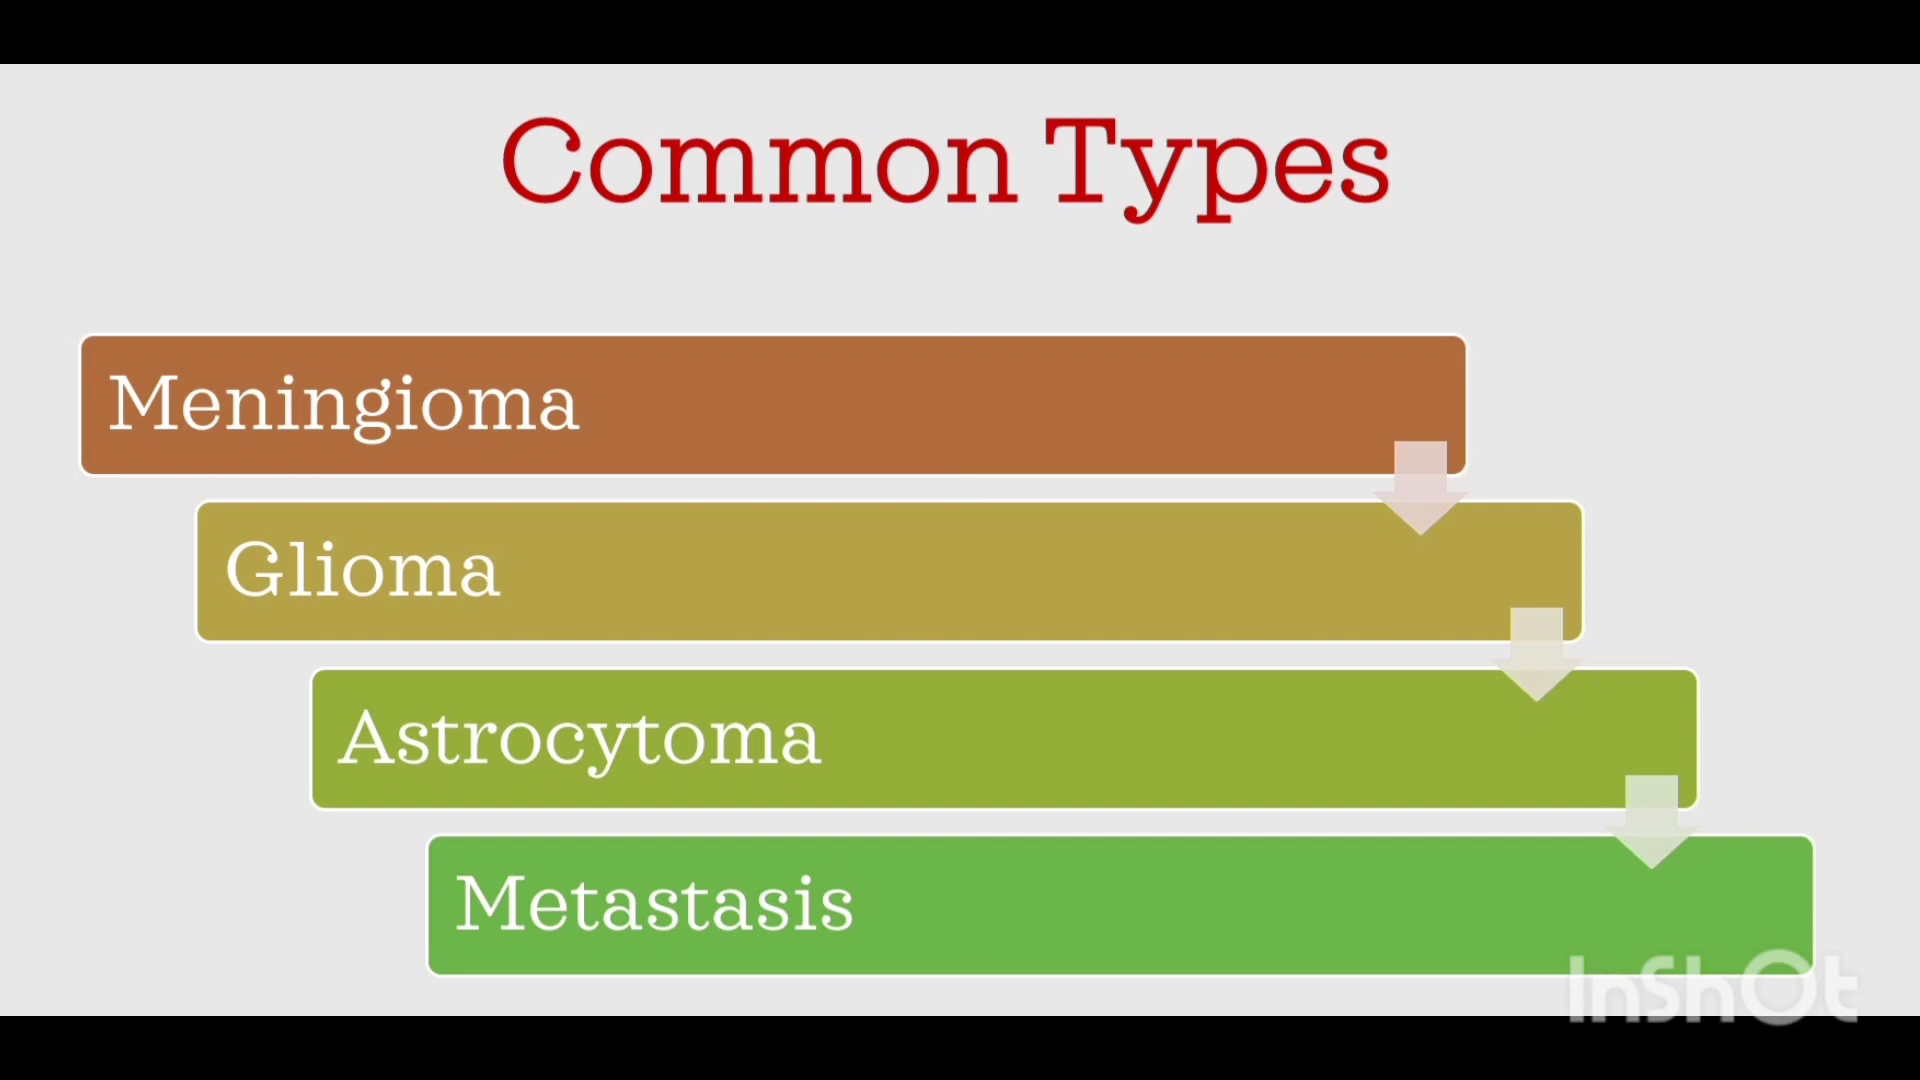 Common Types
Meningioma
Glioma
Astrocytoma
Metastasis
InShOt